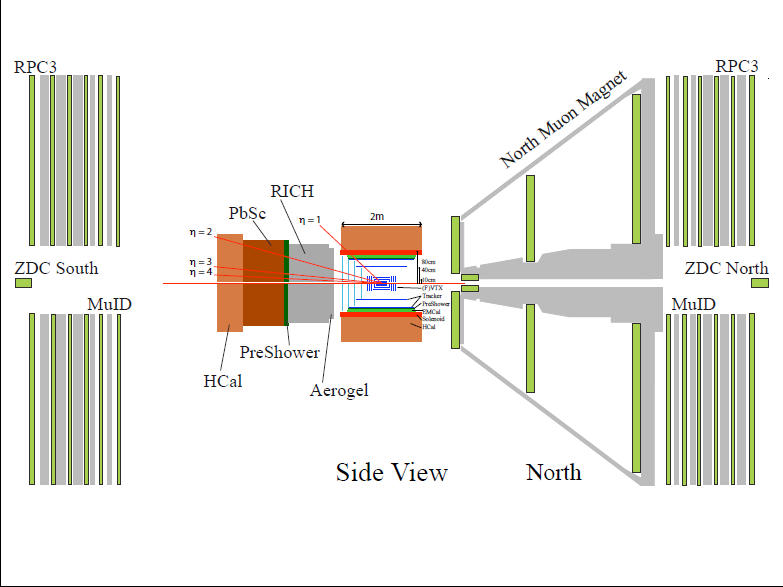 RPC3
RPC3
North Muon Magnet
RICH
PbSc
η = 1
2m
η = 2
80cm
40cm
η = 3
η = 4
10cm
ZDC South
ZDC North
(F)VTX
Tracker
PreShower
EMCal
Solenoid
HCal
MuID
MuID
PreShower
HCal
Aerogel
Side View
North